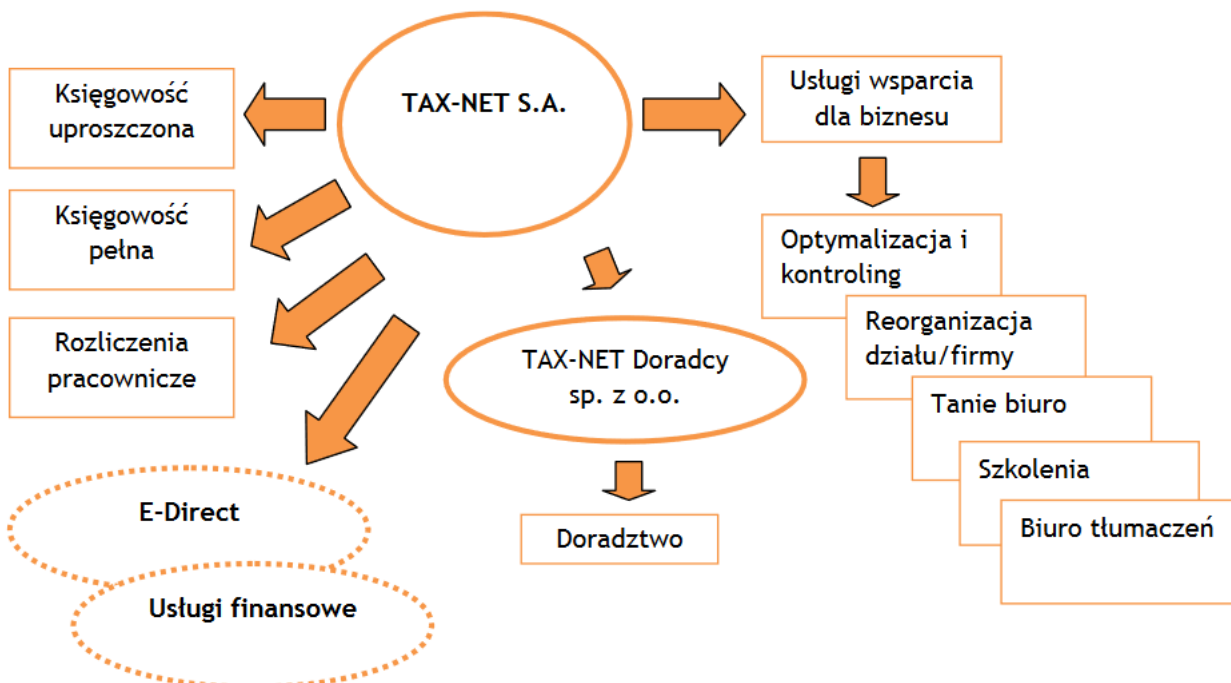 TAX-NET S.A.
Księgowość
uproszczona
Księgowość
pełna
Rozliczenia
pracownicze
E-Direct
Usługi finansowe
TAX-NET Doradcy
sp. z o.o.
Doradztwo
Usługi wsparcia
dla biznesu
Optymalizacja i
kontroling
Reorganizacja
działu/firmy
Tanie biuro
Szkolenia
Biuro tłumaczeń